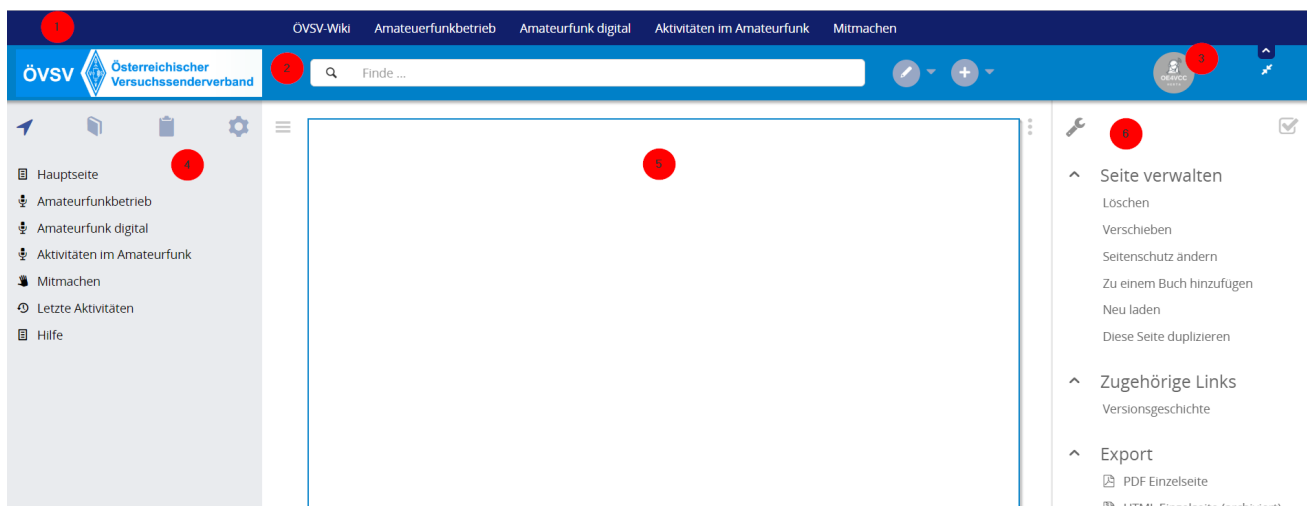 1
ÖVSV-Wiki Amateuerfunkbetrieb Amateurfunk digital Aktivitäten im Amateurfunk Mitmachen
ÖVSV
Österreichischer
Versuchssenderverband
2
Finde ...
OE4VCC
3
4
Hauptseite
Amateurfunkbetrieb
Amateurfunk digital
Aktivitäten im Amateurfunk
Mitmachen
Letzte Aktivitäten
Hilfe
5
6
Seite verwalten
Löschen
Verschieben
Seitenschutz ändern
Zu einem Buch hinzufügen
Neu laden
Diese Seite duplizieren
Zugehörige Links
Versionsgeschichte
Export
PDF Einzelseite